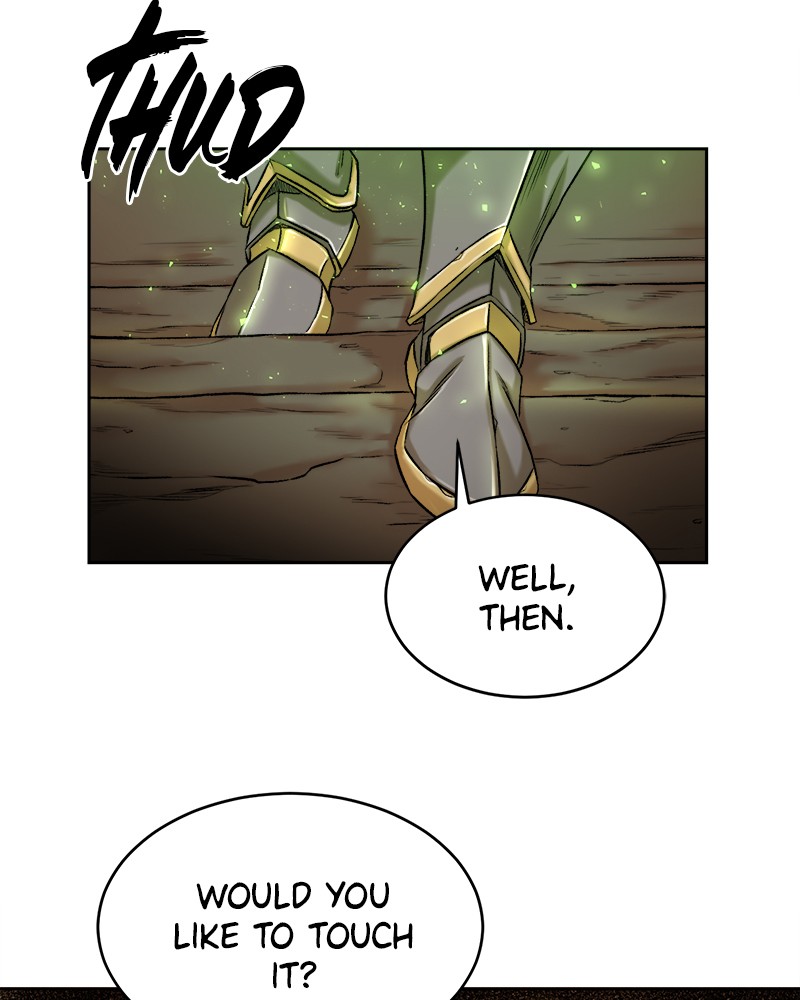 THUD
WELL,
THEN.
WOULD YOU
LIKE TO TOUCH
IT?